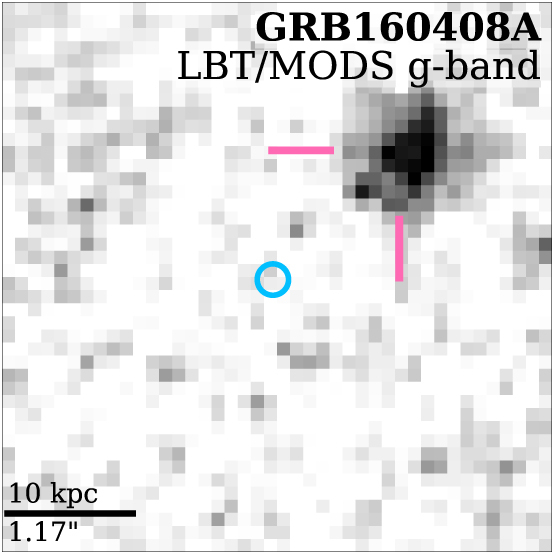 GRB160408A
LBT/MODS g-band
10 kpc
1.17"